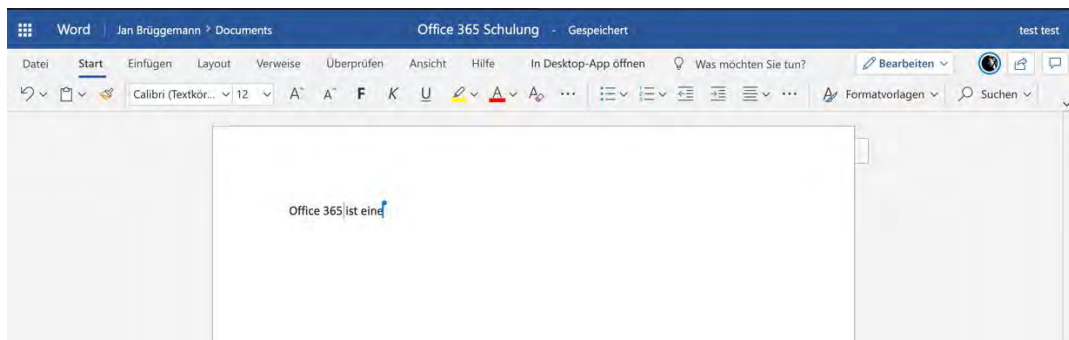 Word Jan Brüggemann > Documents Office 365 Schulung - Gespeichert test test
Datei Start Einfügen Layout Verweise Überprüfen Ansicht Hilfe In Desktop-App öffnen Was möchten Sie tun? Bearbeiten
Calibri (Textkör... 12 A A F K U A A ... ... Formatvorlagen Suchen
Office 365 ist eine